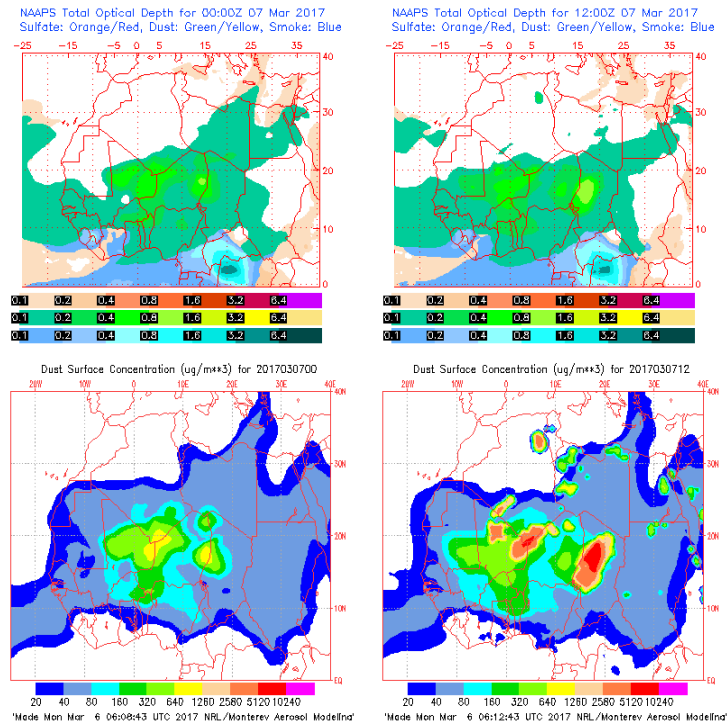 NAAPS Total Optical Depth for 00:00Z 07 Mar 2017
Sulfate: Orange/Red, Dust: Green/Yellow, Smoke: Blue
-25 -15 -5 0 5 15 25 35
40
30
20
10
0
0.1 0.2 0.4 0.8 1.6 3.2 6.4
0.1 0.2 0.4 0.8 1.6 3.2 6.4
0.1 0.2 0.4 0.8 1.6 3.2 6.4
NAAPS Total Optical Depth for 12:00Z 07 Mar 2017
Sulfate: Orange/Red, Dust: Green/Yellow, Smoke: Blue
-25 -15 -5 0 5 15 25 35
40
30
20
10
0
0.1 0.2 0.4 0.8 1.6 3.2 6.4
0.1 0.2 0.4 0.8 1.6 3.2 6.4
0.1 0.2 0.4 0.8 1.6 3.2 6.4
Dust Surface Concentration (ug/m**3) for 2017030700
20W 10W 0 10E 20E 30E 40E
40N
30N
20N
10N
EQ
20 40 80 160 320 640 1280 2560 5120 10240
'Made Mon Mar 6 06:08:43 UTC 2017 NRL/Monterey Aerosol Modeling'
Dust Surface Concentration (ug/m**3) for 2017030712
20W 10W 0 10E 20E 30E 40E
40N
30N
20N
10N
EQ
20 40 80 160 320 640 1280 2560 5120 10240
'Made Mon Mar 6 06:12:43 UTC 2017 NRL/Monterey Aerosol Modeling'